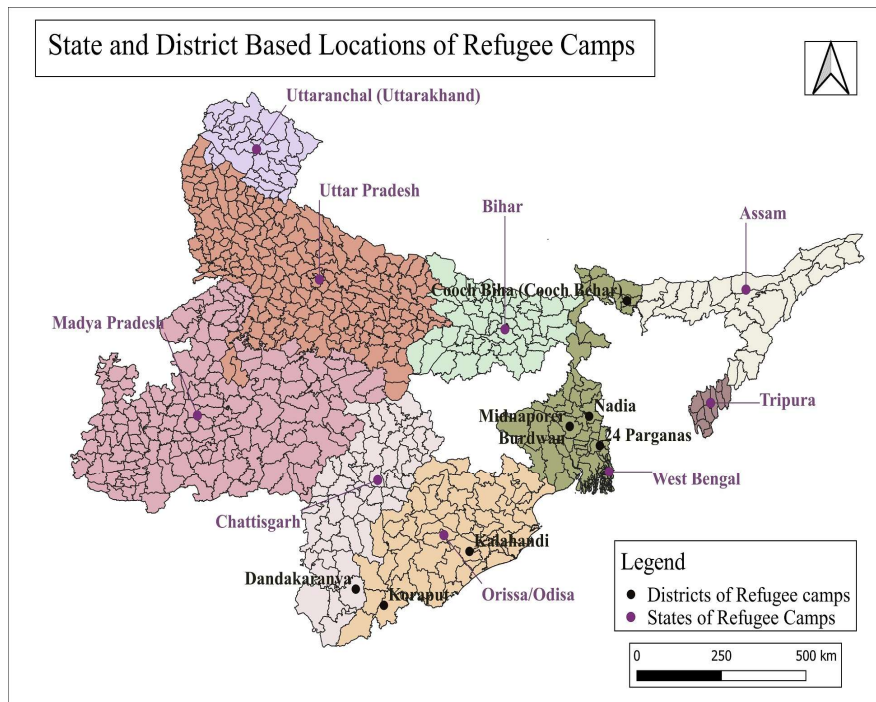 State and District Based Locations of Refugee Camps
Uttaranchal (Uttarakhand)
Uttar Pradesh
Bihar
Assam
Cooch Biha (Cooch Behar)
Madya Pradesh
Tripura
Nadia
Midnaporer
Burdwan
24 Parganas
West Bengal
Chattisgarh
Kalahandi
Dandakaranya
Koraput
Orissa/Odisa
Legend
Districts of Refugee camps
States of Refugee Camps
0 250 500 km